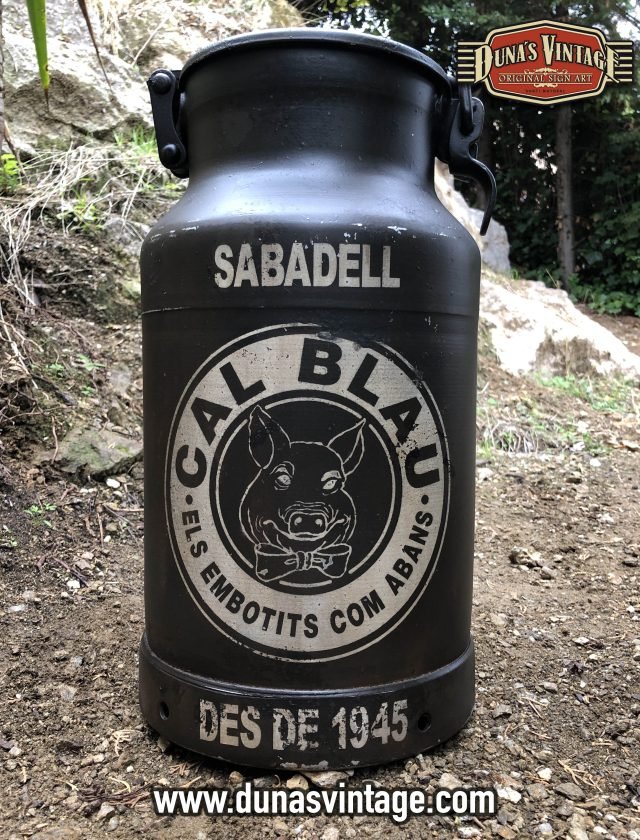 DUNA'S VINTAGE
ORIGINAL SIGN ART
SABADELL
CAL BLAU
·ELS EMBOTITS COM ABANS·
DES DE 1945
www.dunasvintage.com